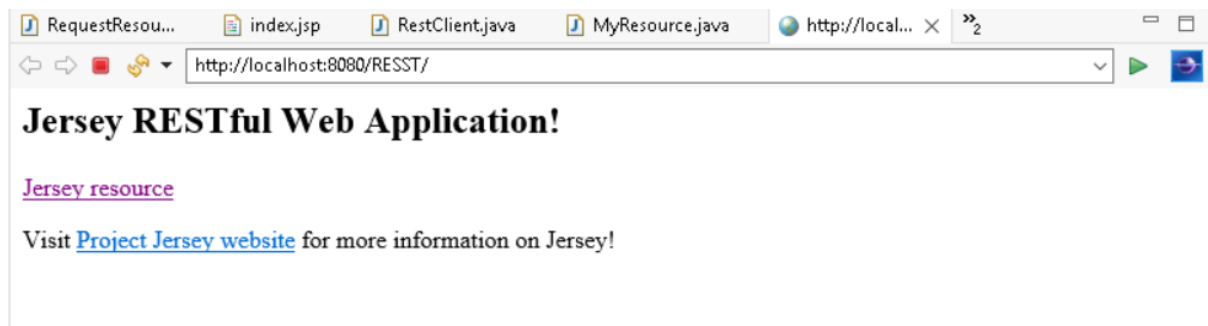 RequestResou... index.jsp RestClient.java MyResource.java http://local... »2
http://localhost:8080/RESST/
Jersey RESTful Web Application!
Jersey resource
Visit Project Jersey website for more information on Jersey!